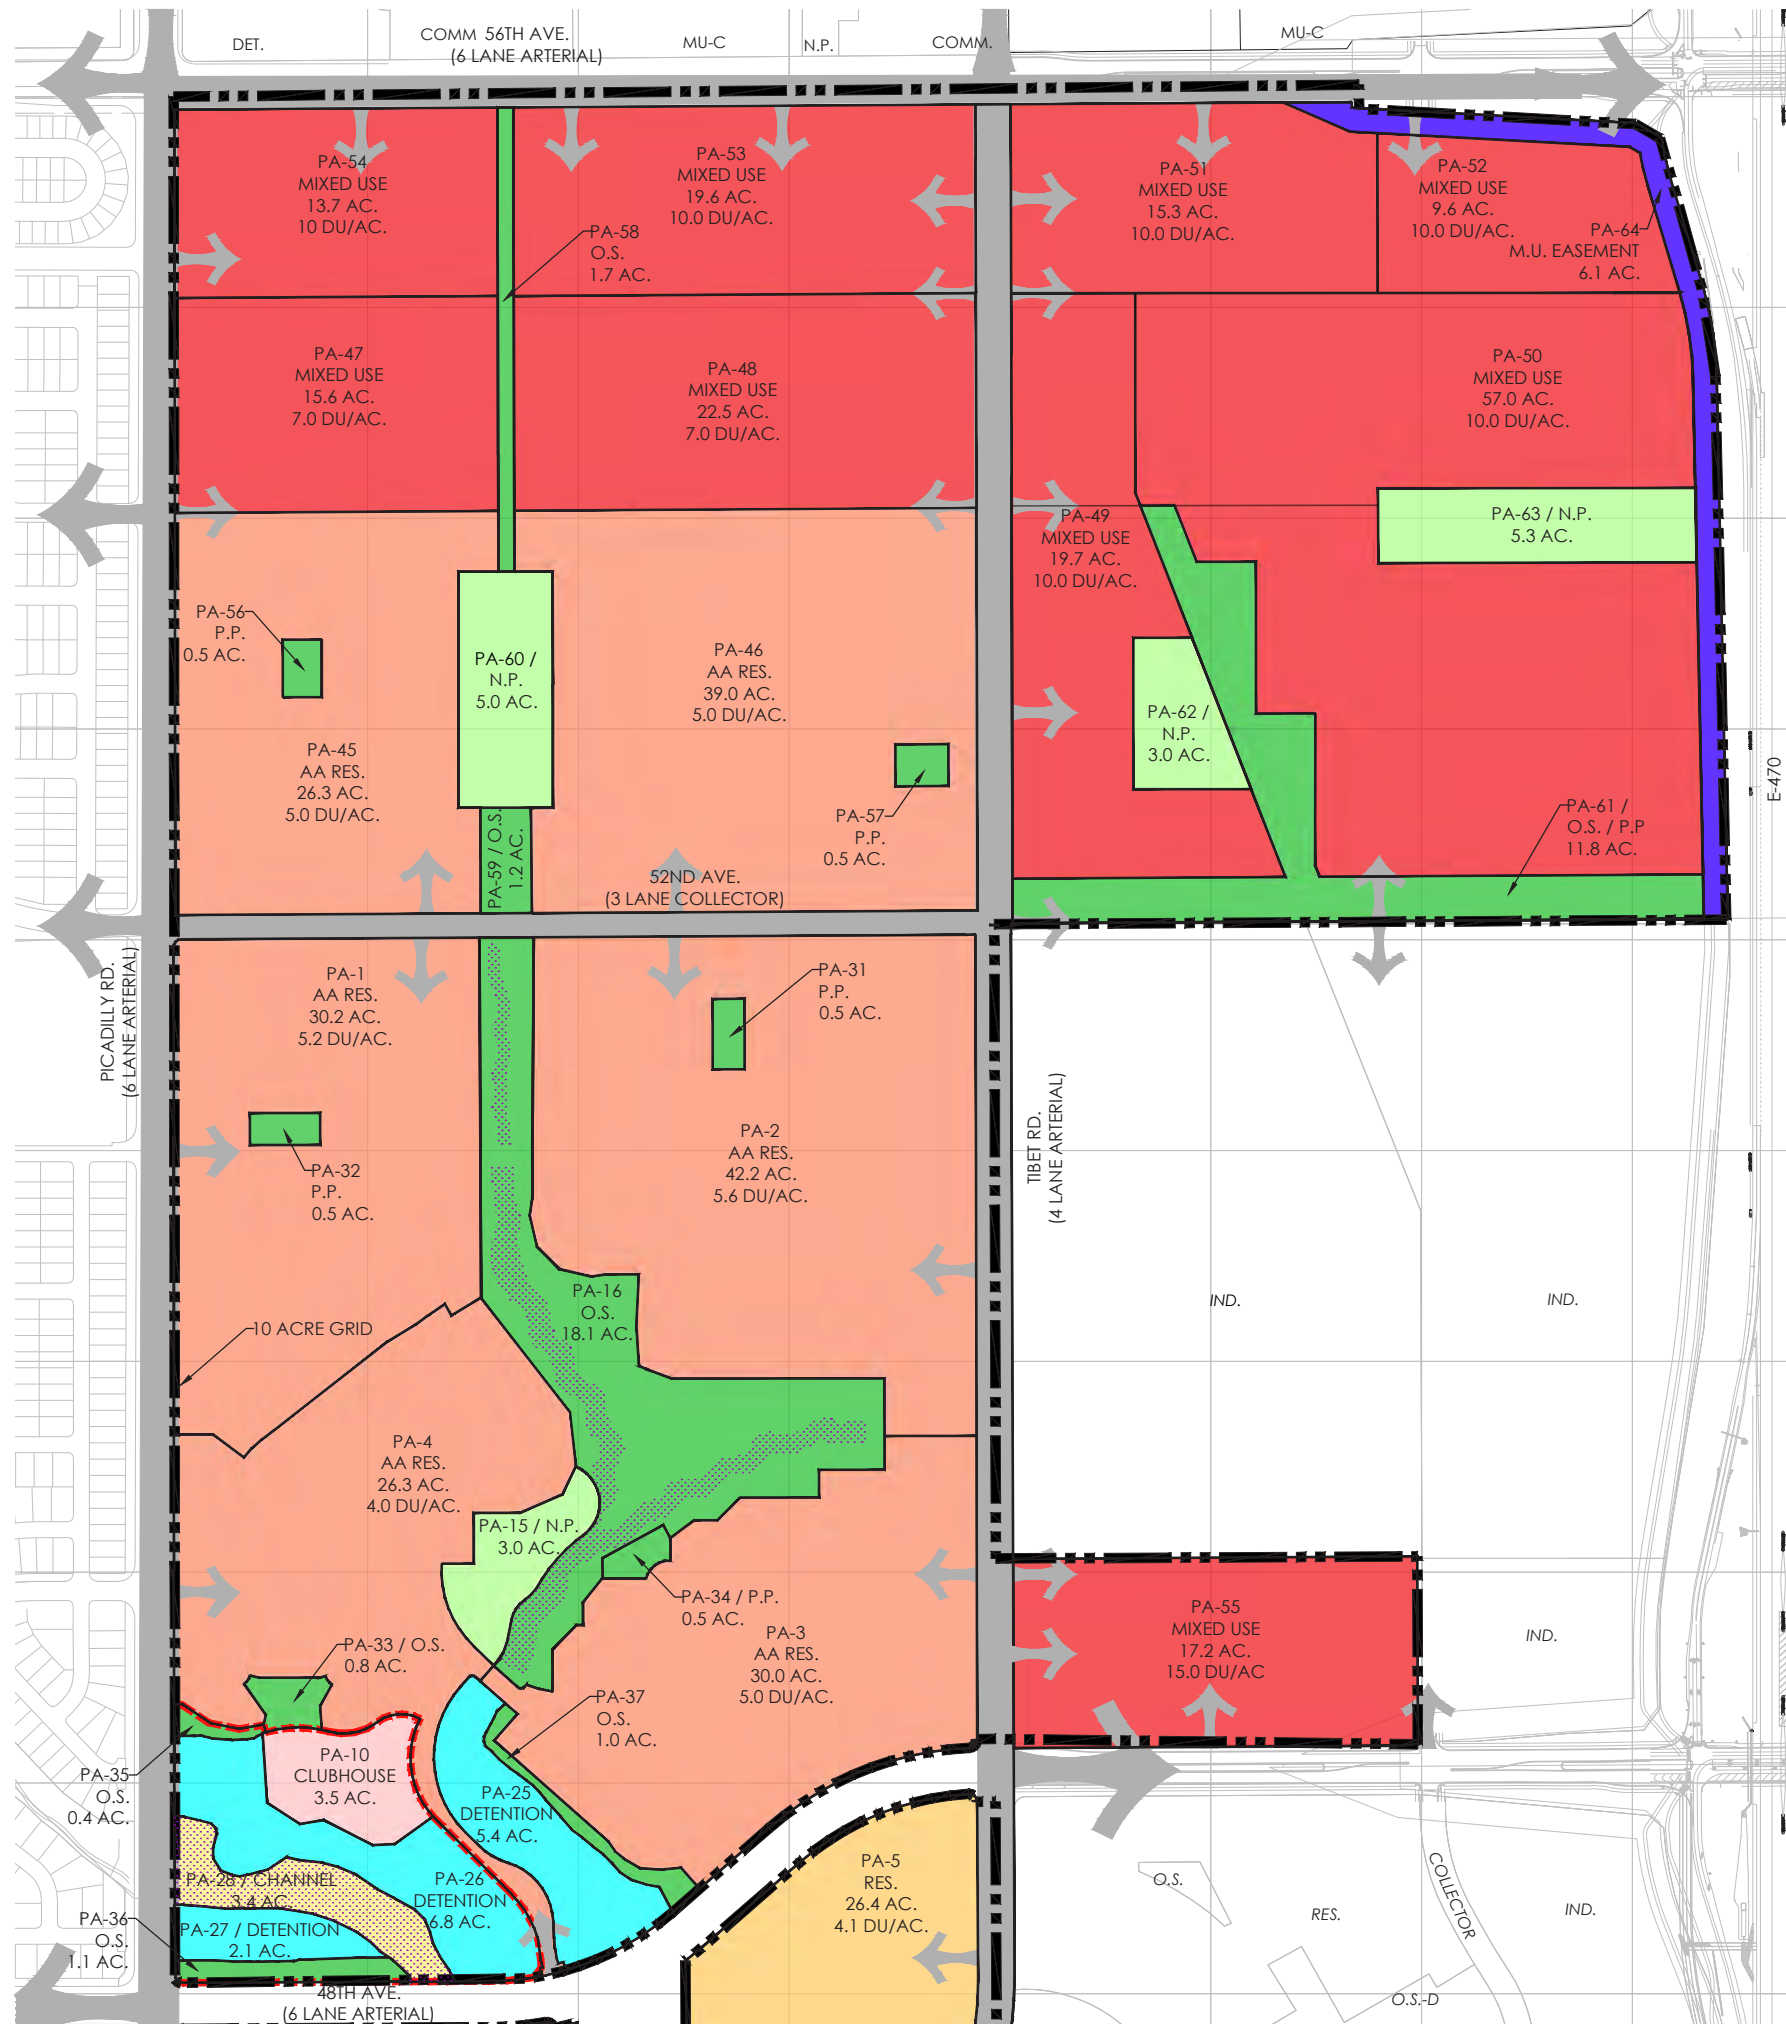 DET.
COMM 56TH AVE.
(6 LANE ARTERIAL)
MU-C
N.P.
COMM.
MU-C
PA-54
MIXED USE
13.7 AC.
10 DU/AC.
PA-53
MIXED USE
19.6 AC.
10.0 DU/AC.
PA-51
MIXED USE
15.3 AC.
10.0 DU/AC.
PA-52
MIXED USE
9.6 AC.
10.0 DU/AC.
PA-64
M.U. EASEMENT
6.1 AC.
PA-58
O.S.
1.7 AC.
PA-47
MIXED USE
15.6 AC.
7.0 DU/AC.
PA-48
MIXED USE
22.5 AC.
7.0 DU/AC.
PA-50
MIXED USE
57.0 AC.
10.0 DU/AC.
PA-49
MIXED USE
19.7 AC.
10.0 DU/AC.
PA-63 / N.P.
5.3 AC.
PA-56
P.P.
0.5 AC.
PA-60 /
N.P.
5.0 AC.
PA-46
AA RES.
39.0 AC.
5.0 DU/AC.
PA-62 /
N.P.
3.0 AC.
PA-45
AA RES.
26.3 AC.
5.0 DU/AC.
PA-57
P.P.
0.5 AC.
PA-59 / O.S.
1.2 AC.
PA-61 /
O.S. / P.P
11.8 AC.
E-470
52ND AVE.
(3 LANE COLLECTOR)
PICADILLY RD.
(6 LANE ARTERIAL)
PA-1
AA RES.
30.2 AC.
5.2 DU/AC.
PA-31
P.P.
0.5 AC.
PA-32
P.P.
0.5 AC.
PA-2
AA RES.
42.2 AC.
5.6 DU/AC.
TIBET RD.
(4 LANE ARTERIAL)
PA-16
O.S.
18.1 AC.
IND.
IND.
10 ACRE GRID
PA-4
AA RES.
26.3 AC.
4.0 DU/AC.
PA-15 / N.P.
3.0 AC.
PA-34 / P.P.
0.5 AC.
PA-3
AA RES.
30.0 AC.
5.0 DU/AC.
PA-55
MIXED USE
17.2 AC.
15.0 DU/AC
IND.
PA-33 / O.S.
0.8 AC.
PA-37
O.S.
1.0 AC.
PA-35
O.S.
0.4 AC.
PA-10
CLUBHOUSE
3.5 AC.
PA-25
DETENTION
5.4 AC.
PA-28 / CHANNEL
3.4 AC.
PA-26
DETENTION
6.8 AC.
PA-5
RES.
26.4 AC.
4.1 DU/AC.
O.S.
COLLECTOR
RES.
IND.
PA-36
O.S.
1.1 AC.
PA-27 / DETENTION
2.1 AC.
48TH AVE.
(6 LANE ARTERIAL)
O.S.-D